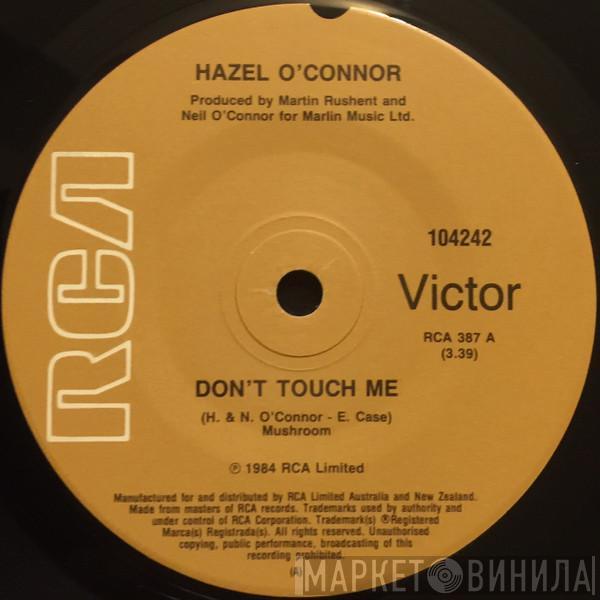 HAZEL O'CONNOR
Produced by Martin Rushent and
Neil O'Connor for Marlin Music Ltd.
RCA
104242
Victor
RCA 387 A
(3.39)
DON'T TOUCH ME
(H. & N. O'Connor - E. Case)
Mushroom
℗ 1984 RCA Limited
Manufactured for and distributed by RCA Limited Australia and New Zealand.
Made from masters of RCA records. Trademarks used by authority and
under control of RCA Corporation. Trademark(s) ®Registered
Marca(s) Registrada(s). All rights reserved. Unauthorised
copying, public performance, broadcasting of this
recording prohibited.
(A)
МАРКЕТ ВИНИЛА